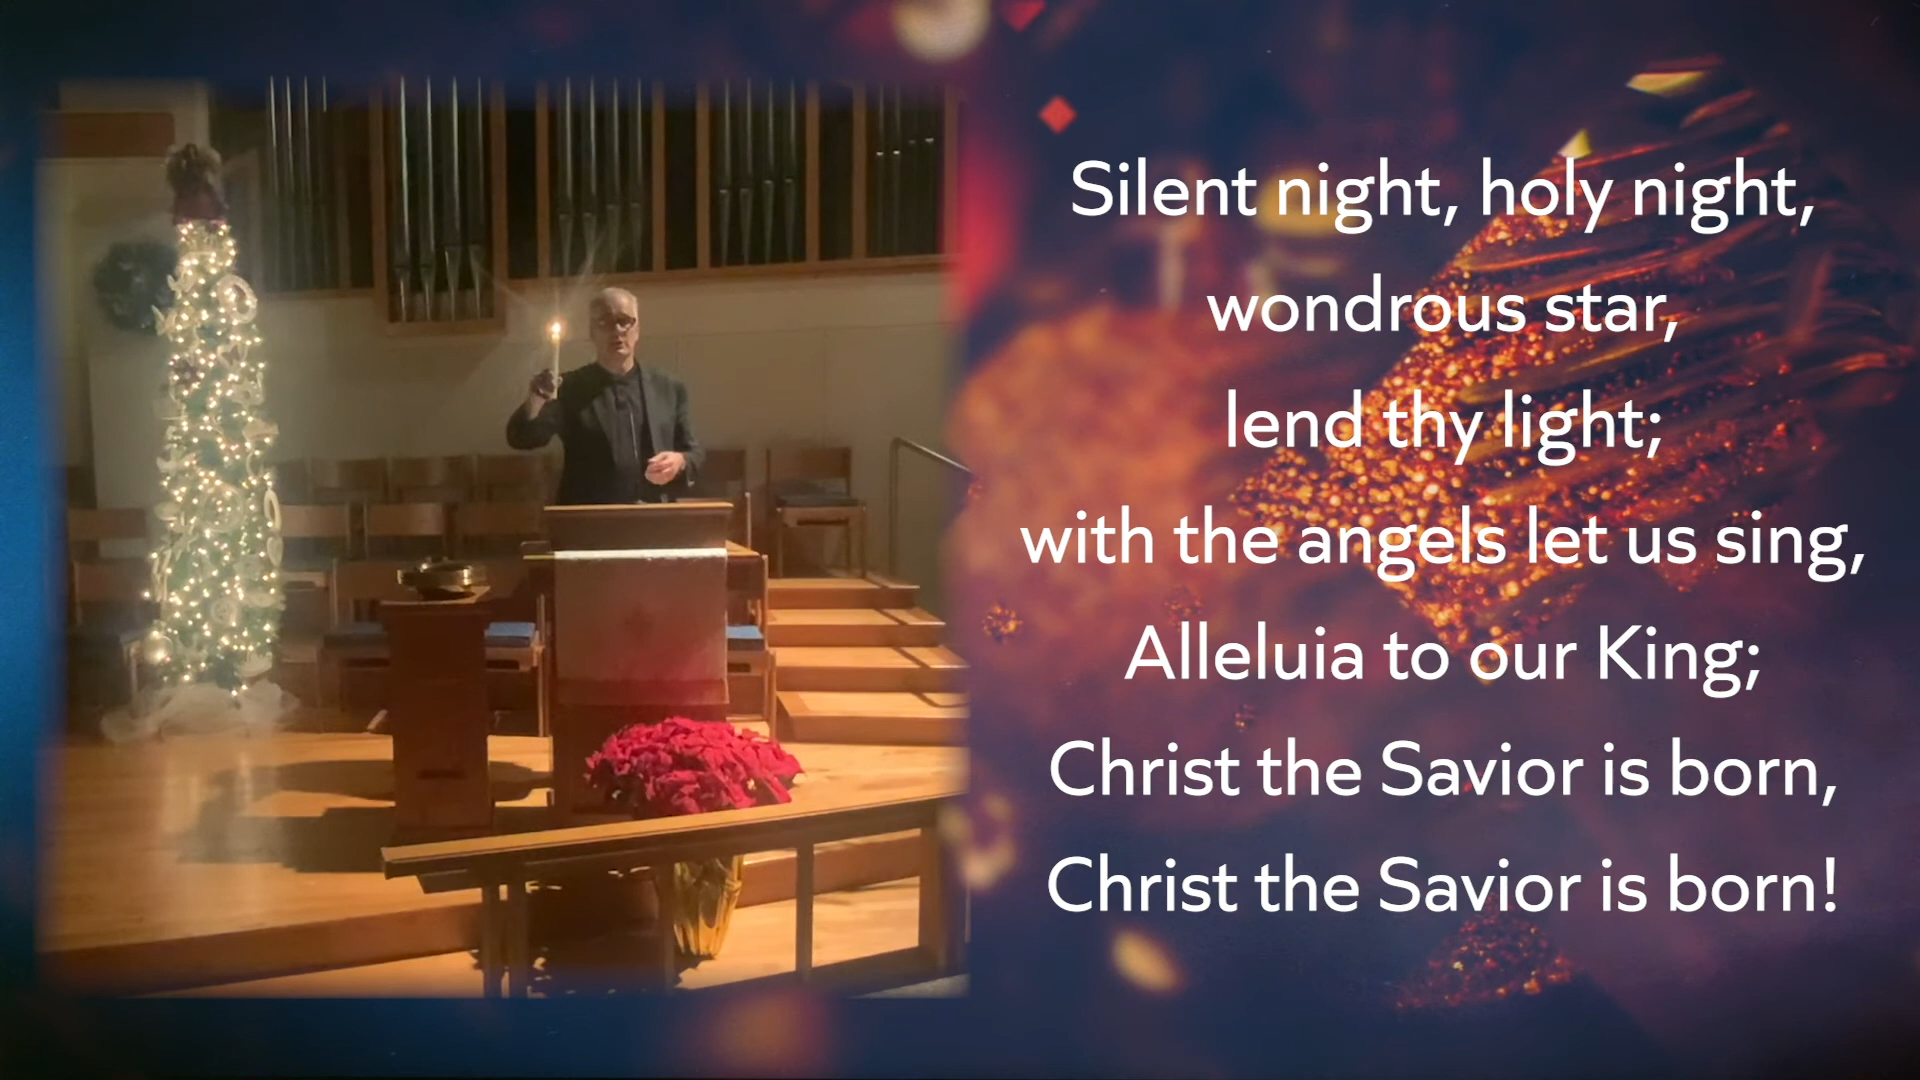 Silent night, holy night,
wondrous star,
lend thy light;
with the angels let us sing,
Alleluia to our King;
Christ the Savior is born,
Christ the Savior is born!